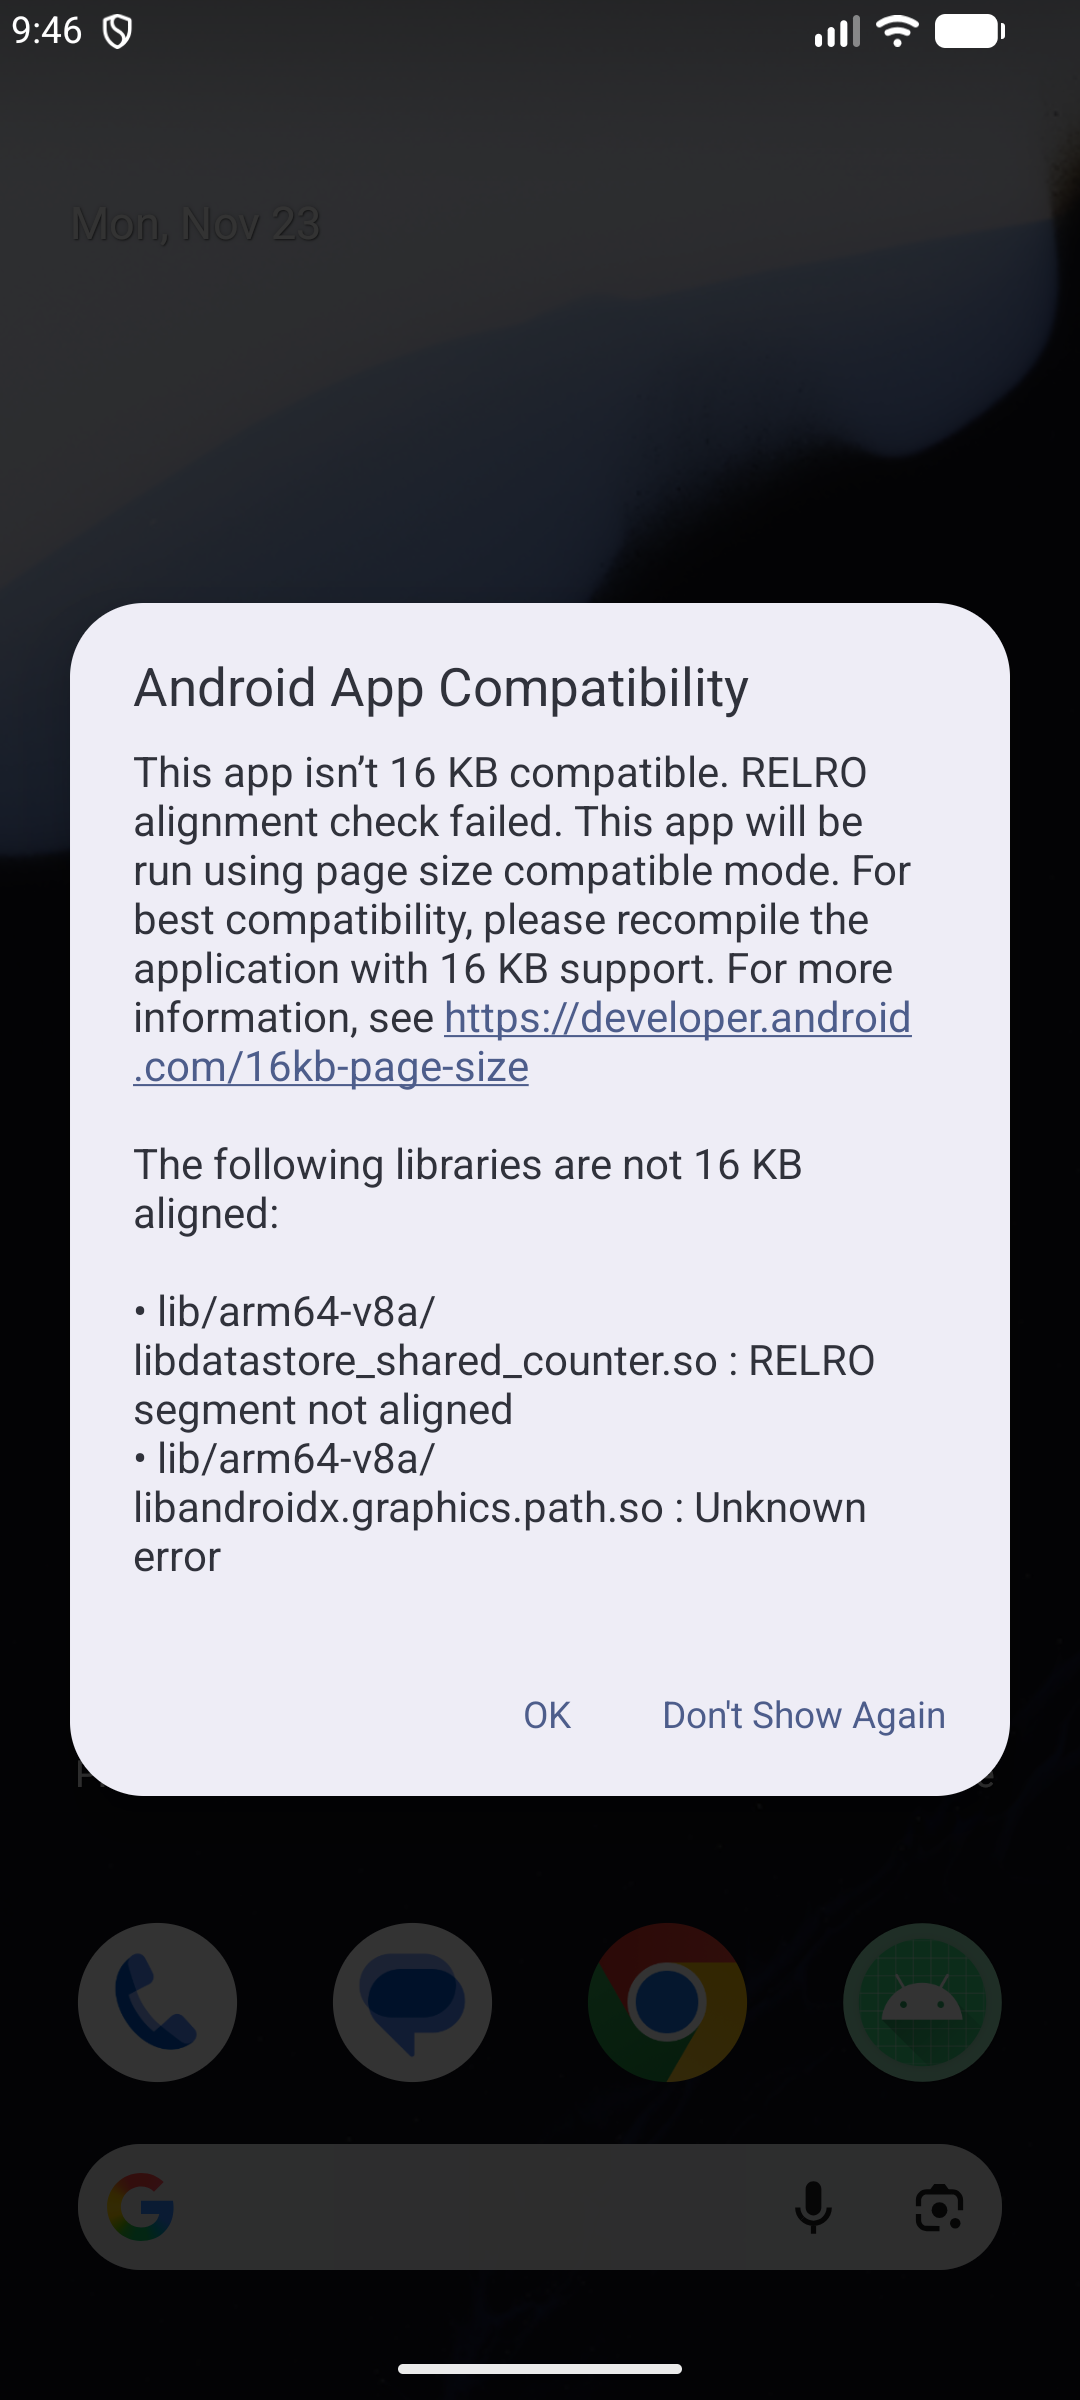 9:46
Mon, Nov 23
Android App Compatibility
This app isn’t 16 KB compatible. RELRO
alignment check failed. This app will be
run using page size compatible mode. For
best compatibility, please recompile the
application with 16 KB support. For more
information, see https://developer.android
.com/16kb-page-size
The following libraries are not 16 KB
aligned:
• lib/arm64-v8a/
libdatastore_shared_counter.so : RELRO
segment not aligned
• lib/arm64-v8a/
libandroidx.graphics.path.so : Unknown
error
OK Don't Show Again